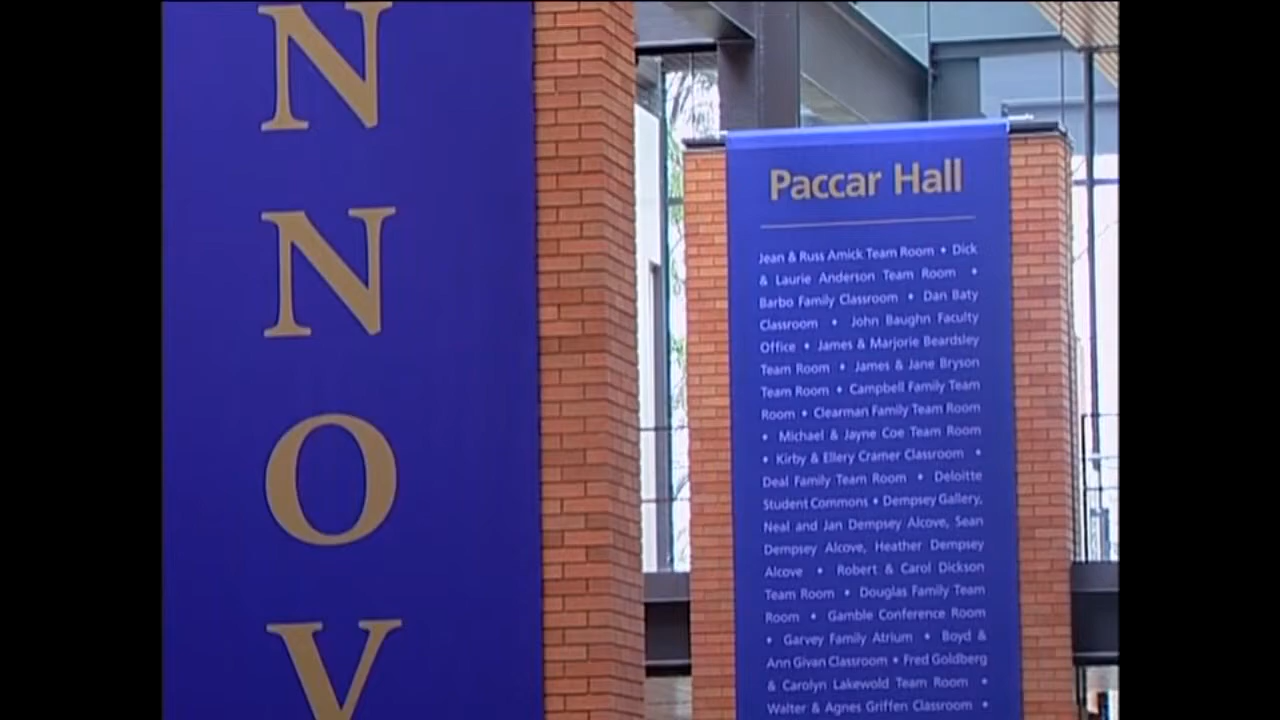 N
N
O
V
Paccar Hall
Jean & Russ Amick Team Room • Dick
& Laurie Anderson Team Room •
Barbo Family Classroom • Dan Baty
Classroom • John Baughn Faculty
Office • James & Marjorie Beardsley
Team Room • James & Jane Bryson
Team Room • Campbell Family Team
Room • Clearman Family Team Room
• Michael & Jayne Coe Team Room
• Kirby & Ellery Cramer Classroom •
Deal Family Team Room • Deloitte
Student Commons • Dempsey Gallery,
Neal and Jan Dempsey Alcove, Sean
Dempsey Alcove, Heather Dempsey
Alcove • Robert & Carol Dickson
Team Room • Douglas Family Team
Room • Gamble Conference Room
• Garvey Family Atrium • Boyd &
Ann Givan Classroom • Fred Goldberg
& Carolyn Lakewold Team Room •
Walter & Agnes Griffen Classroom •